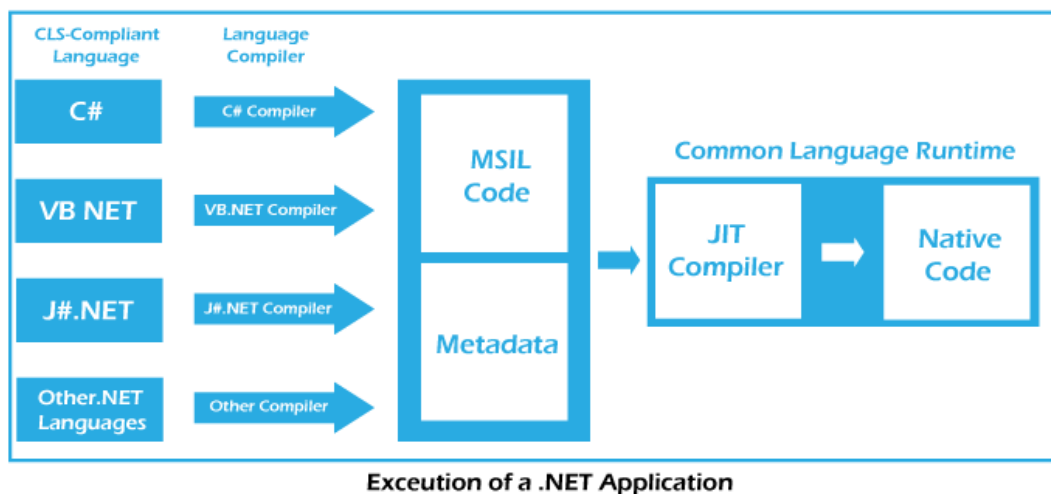 CLS-Compliant
Language
Language
Compiler
C#
C# Compiler
VB NET
VB.NET Compiler
J#.NET
J#.NET Compiler
Other.NET
Languages
Other Compiler
MSIL
Code
Metadata
Common Language Runtime
JIT
Compiler
Native
Code
Exceution of a .NET Application